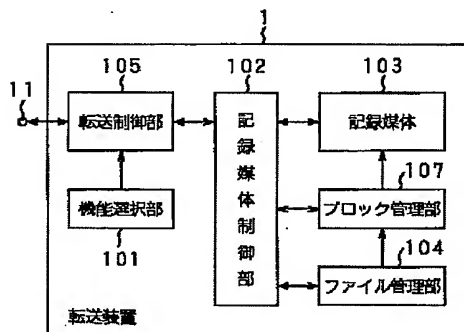 1
105
102
103
11
転送制御部
記録媒体制御部
記録媒体
107
機能選択部
ブロック管理部
101
104
ファイル管理部
転送装置